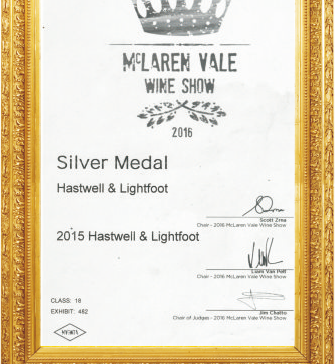 McLAREN VALE
WINE SHOW
2016
Silver Medal
Hastwell & Lightfoot
Scott Zrna
Chair - 2016 McLaren Vale Wine Show
2015 Hastwell & Lightfoot
Liam Van Pelt
Chair - 2016 McLaren Vale Wine Show
CLASS: 18
EXHIBIT: 482
Jim Chatto
Chair of Judges - 2016 McLaren Vale Wine Show